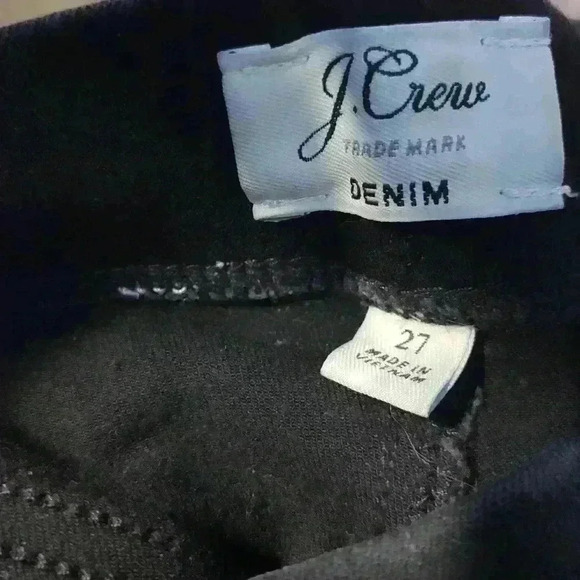 J.Crew
TRADE MARK
DENIM
27
MADE IN
VIETNAM